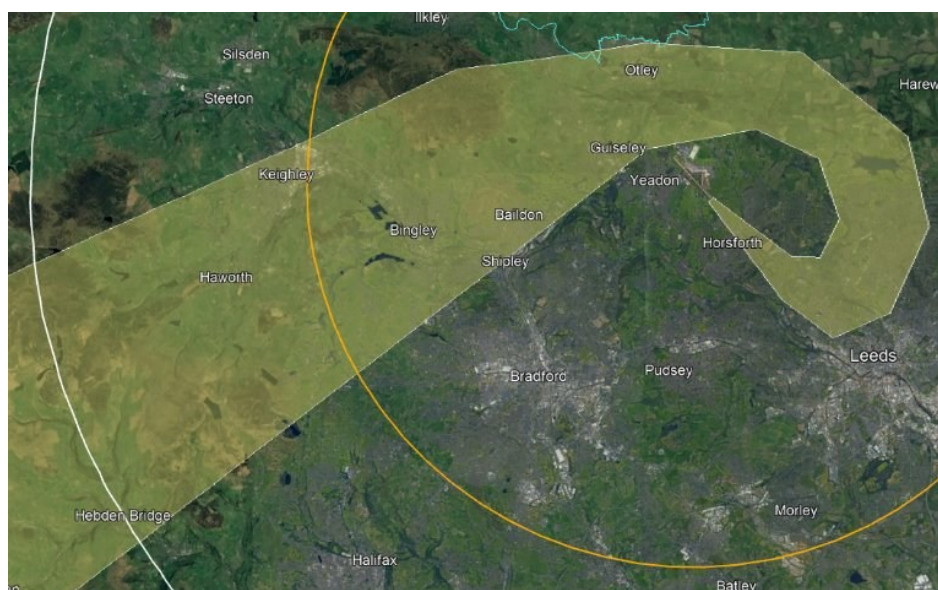 Ilkley
Silsden
Otley
Steeton
Harew
Guiseley
Keighley
Yeadon
Baildon
Bingley
Horsforth
Shipley
Haworth
Leeds
Pudsey
Bradford
Morley
Hebden Bridge
Halifax
Batley